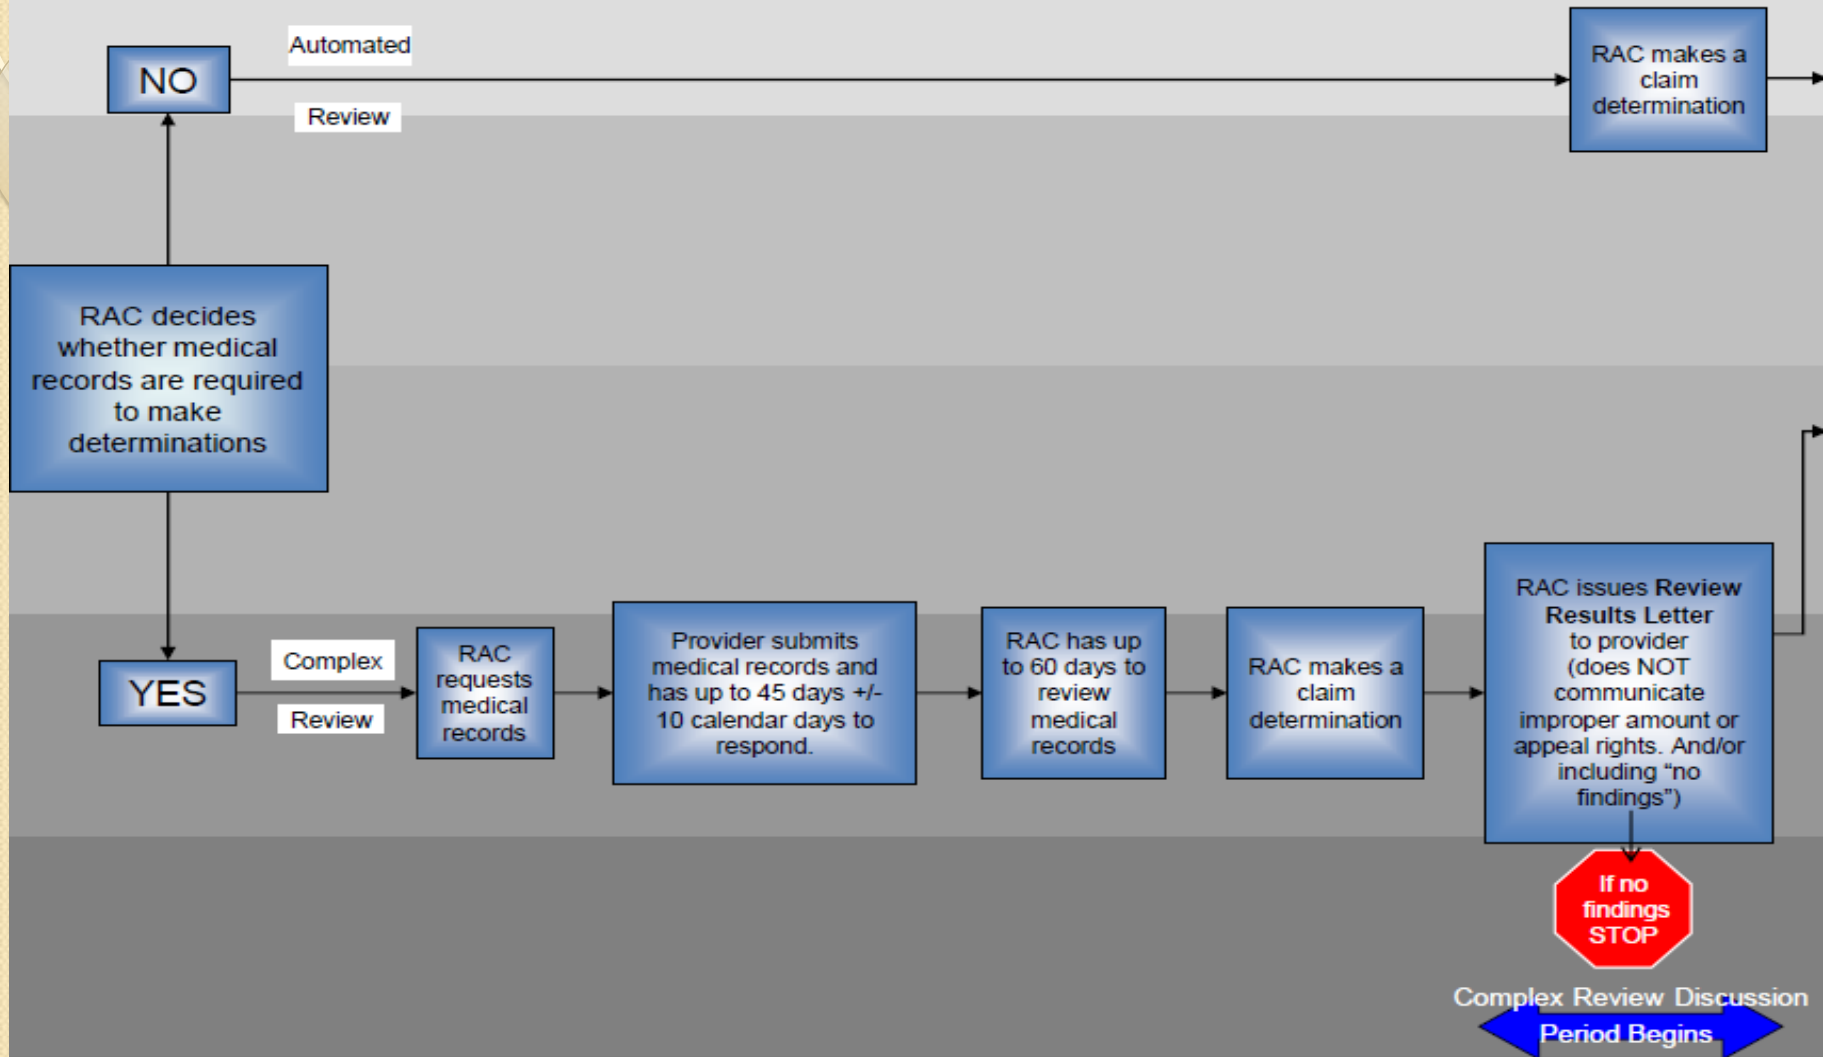 Automated
Review
NO
RAC makes a
claim
determination
RAC decides
whether medical
records are required
to make
determinations
YES
Complex
Review
RAC
requests
medical
records
Provider submits
medical records and
has up to 45 days +/-
10 calendar days to
respond.
RAC has up
to 60 days to
review
medical
records
RAC makes a
claim
determination
RAC issues Review
Results Letter
to provider
(does NOT
communicate
improper amount or
appeal rights. And/or
including “no
findings”)
If no
findings
STOP
Complex Review Discussion
Period Begins